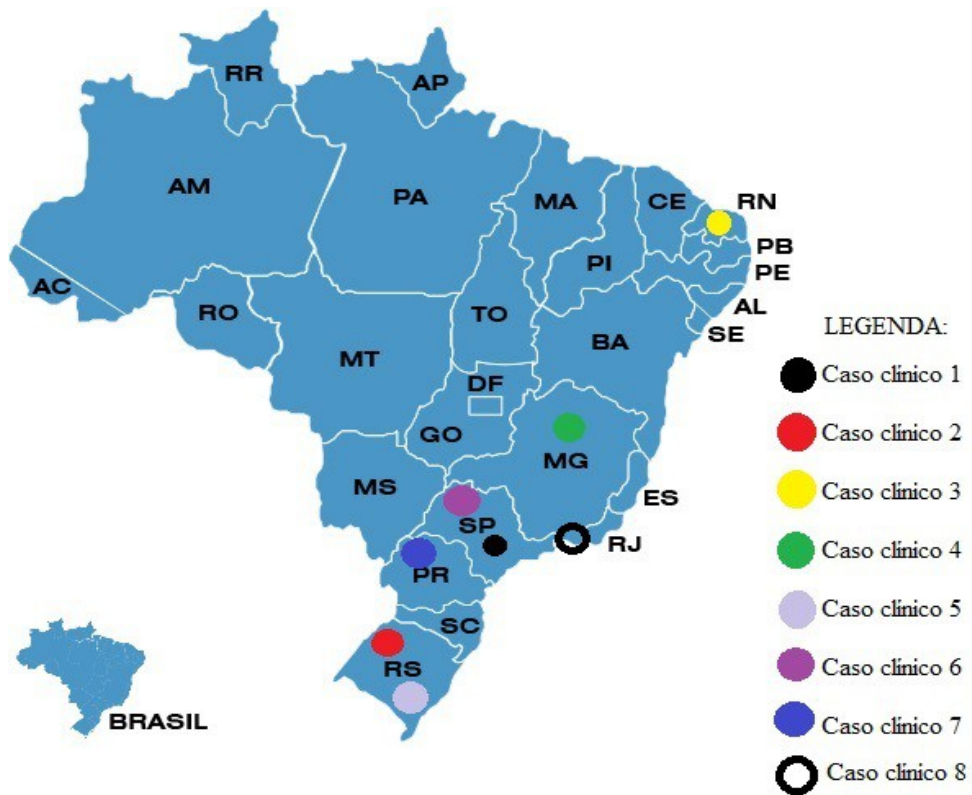 RR
AP
AM
PA
MA
CE
RN
PB
PE
AL
SE
PI
AC
RO
TO
BA
MT
DF
GO
MG
ES
MS
SP
RJ
PR
SC
RS
BRASIL
LEGENDA:
Caso clínico 1
Caso clínico 2
Caso clínico 3
Caso clínico 4
Caso clínico 5
Caso clínico 6
Caso clínico 7
Caso clínico 8